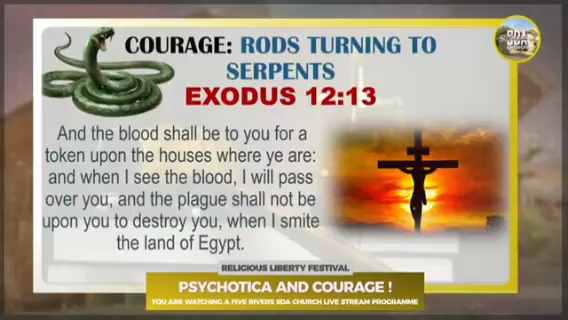 COURAGE: RODS TURNING TO
SERPENTS
EXODUS 12:13
And the blood shall be to you for a
token upon the houses where ye are:
and when I see the blood, I will pass
over you, and the plague shall not be
upon you to destroy you, when I smite
the land of Egypt.
RELIGIOUS LIBERTY FESTIVAL
PSYCHOTICA AND COURAGE !
YOU ARE WATCHING A FIVE RIVERS SDA CHURCH LIVE STREAM PROGRAMME